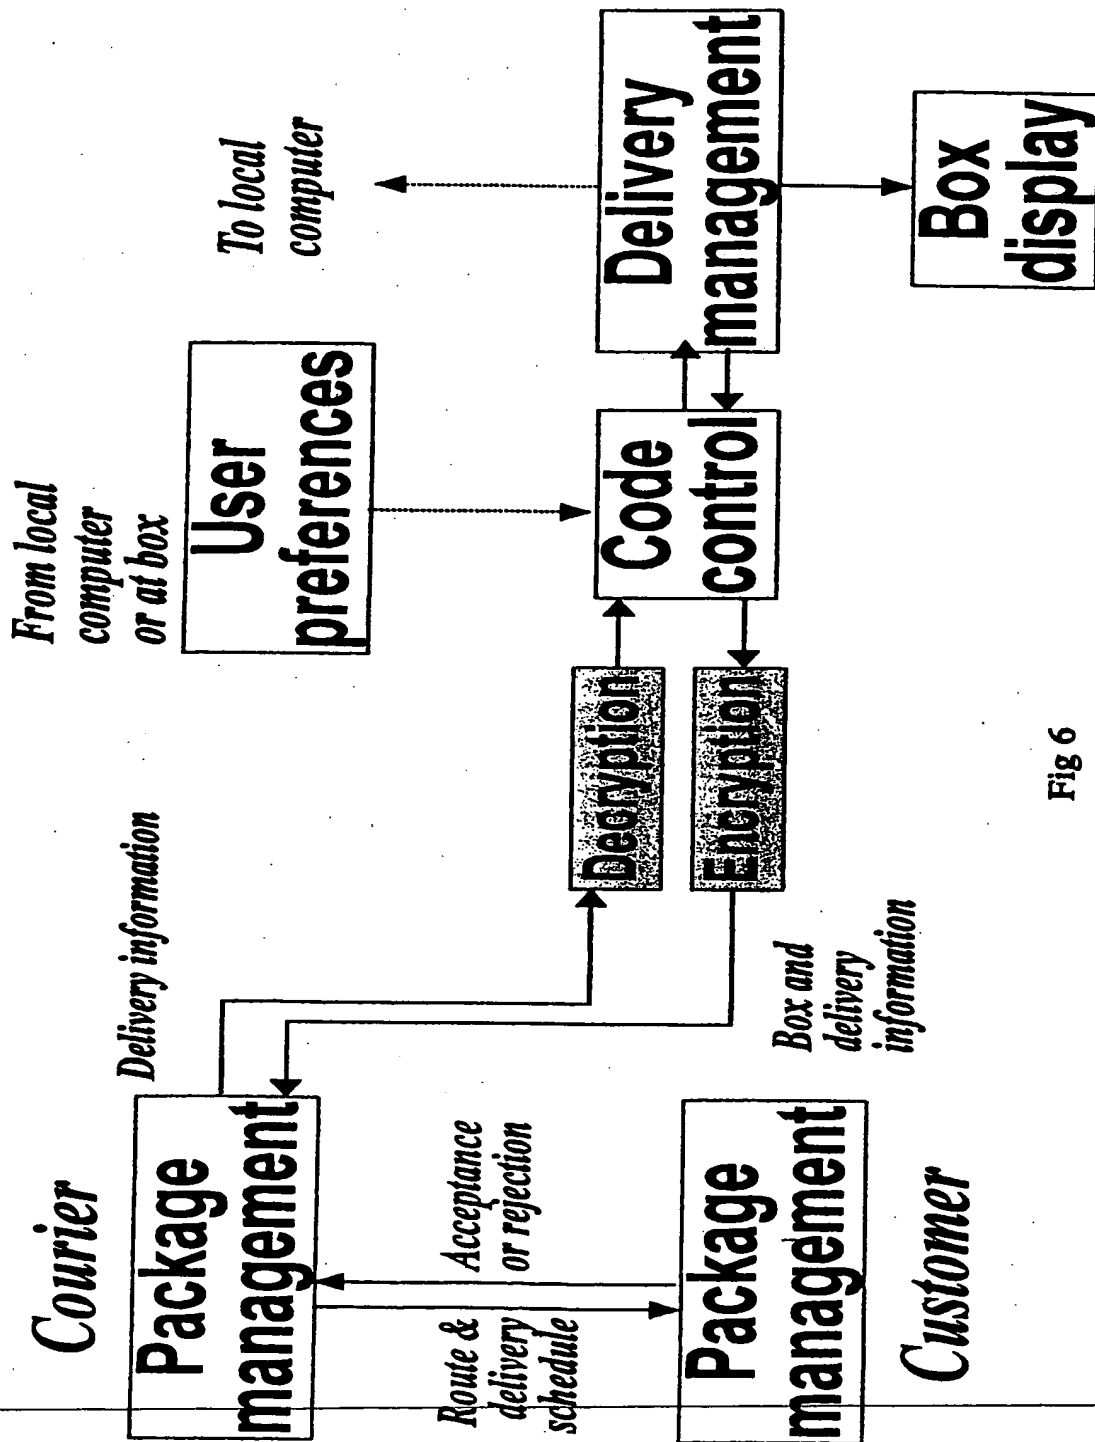 Courier
Package
management
Delivery information
From local
computer
or at box
User
preferences
To local
computer
Route &
delivery
schedule
Acceptance
or rejection
Decryption
Encryption
Code
control
Delivery
management
Package
management
Customer
Box and
delivery
information
Box
display
Fig 6